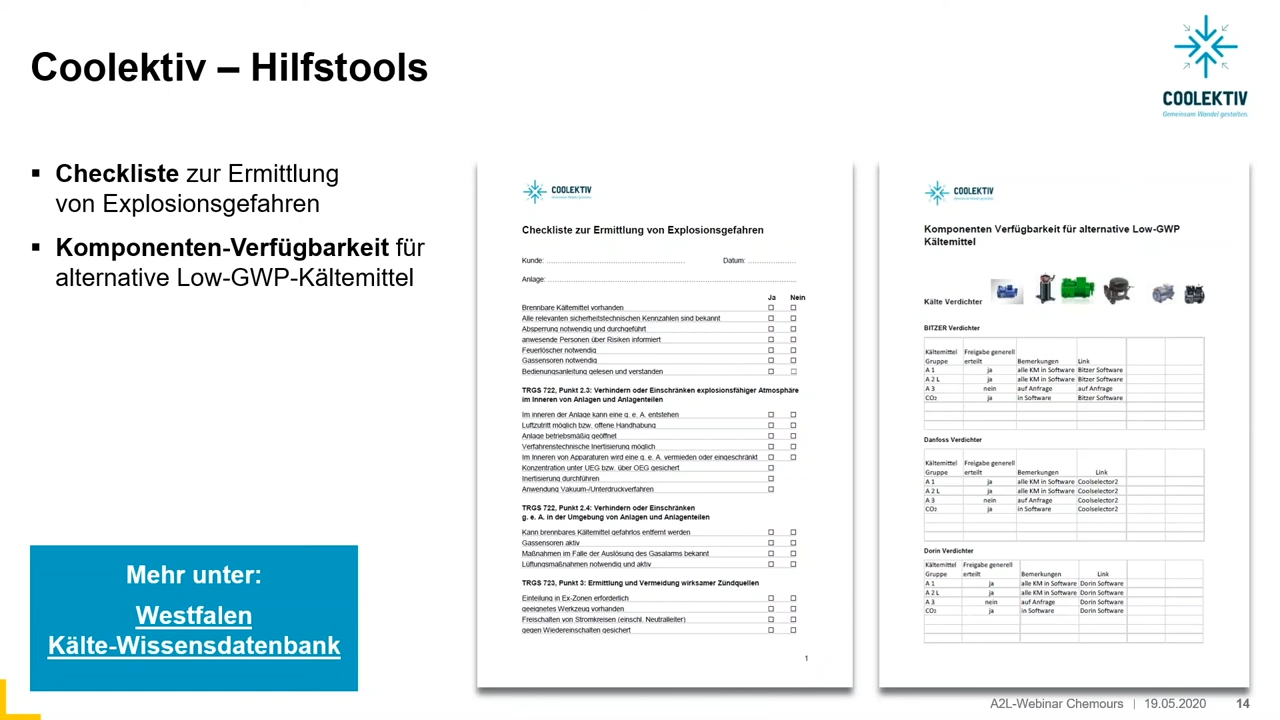 Coolektiv – Hilfstools
COOLEKTIV
Gemeinsam Wandel gestalten.
▪ Checkliste zur Ermittlung
von Explosionsgefahren
▪ Komponenten-Verfügbarkeit für
alternative Low-GWP-Kältemittel
Mehr unter:
Westfalen
Kälte-Wissensdatenbank
COOLEKTIV
Checkliste zur Ermittlung von Explosionsgefahren
Kunde: Datum:
Anlage:
Ja Nein
Brennbare Kältemittel vorhanden
Alle relevanten sicherheitstechnischen Kennzahlen sind bekannt
Absperrung notwendig und durchgeführt
anwesende Personen über Risiken informiert
Feuerlöscher notwendig
Gassensoren notwendig
Bedienungsanleitung gelesen und verstanden
TRGS 722, Punkt 2.3: Verhindern oder Einschränken explosionsfähiger Atmosphäre
im Inneren von Anlagen und Anlagenteilen
Im inneren der Anlage kann eine g. e. A. entstehen
Luftzutritt möglich bzw. offene Handhabung
Anlage betriebsmäßig geöffnet
Verfahrenstechnische Inertisierung möglich
Im Inneren von Apparaturen wird eine g. e. A. vermieden oder eingeschränkt
Konzentration unter UEG bzw. über OEG gesichert
Inertisierung durchführen
Anwendung Vakuum-/Unterdruckverfahren
TRGS 722, Punkt 2.4: Verhindern oder Einschränken
g. e. A. in der Umgebung von Anlagen und Anlagenteilen
Kann brennbares Kältemittel gefahrlos entfernt werden
Gassensoren aktiv
Maßnahmen im Falle der Auslösung des Gasalarms bekannt
Lüftungsmaßnahmen notwendig und aktiv
TRGS 723, Punkt 3: Ermittlung und Vermeidung wirksamer Zündquellen
Einteilung in Ex-Zonen erforderlich
geeignetes Werkzeug vorhanden
Freischalten von Stromkreisen (einschl. Neutralleiter)
gegen Wiedereinschalten gesichert
1
COOLEKTIV
Komponenten Verfügbarkeit für alternative Low-GWP
Kältemittel
Kälte Verdichter
BITZER Verdichter
Kältemittel Freigabe generell
Gruppe erteilt Bemerkungen Link
A 1 ja alle KM in Software Bitzer Software
A 2 L ja alle KM in Software Bitzer Software
A 3 nein auf Anfrage auf Anfrage
CO₂ ja in Software Bitzer Software
Danfoss Verdichter
Kältemittel Freigabe generell
Gruppe erteilt Bemerkungen Link
A 1 ja alle KM in Software Coolselector2
A 2 L ja alle KM in Software Coolselector2
A 3 nein auf Anfrage Coolselector2
CO₂ ja in Software Coolselector2
Dorin Verdichter
Kältemittel Freigabe generell
Gruppe erteilt Bemerkungen Link
A 1 ja alle KM in Software Dorin Software
A 2 L ja alle KM in Software Dorin Software
A 3 nein auf Anfrage Dorin Software
CO₂ ja in Software Dorin Software
A2L-Webinar Chemours | 19.05.2020 14